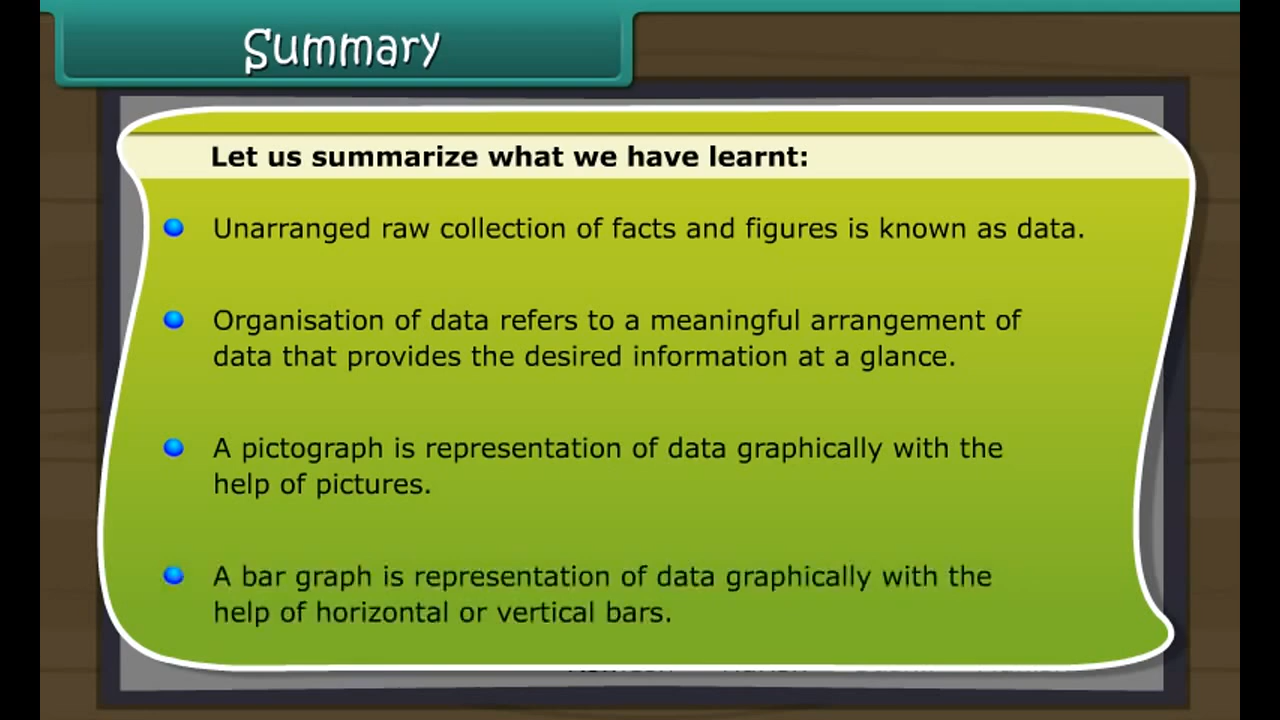 Summary
Let us summarize what we have learnt:
Unarranged raw collection of facts and figures is known as data.
Organisation of data refers to a meaningful arrangement of
data that provides the desired information at a glance.
A pictograph is representation of data graphically with the
help of pictures.
A bar graph is representation of data graphically with the
help of horizontal or vertical bars.